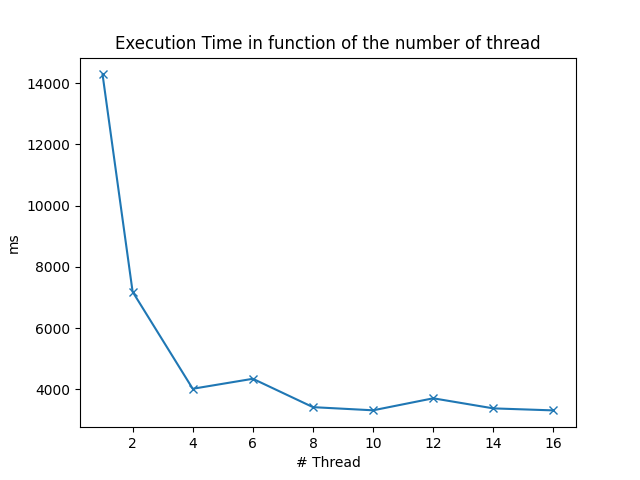 Execution Time in function of the number of thread
14000
12000
10000
8000
6000
4000
ms
2 4 6 8 10 12 14 16
# Thread